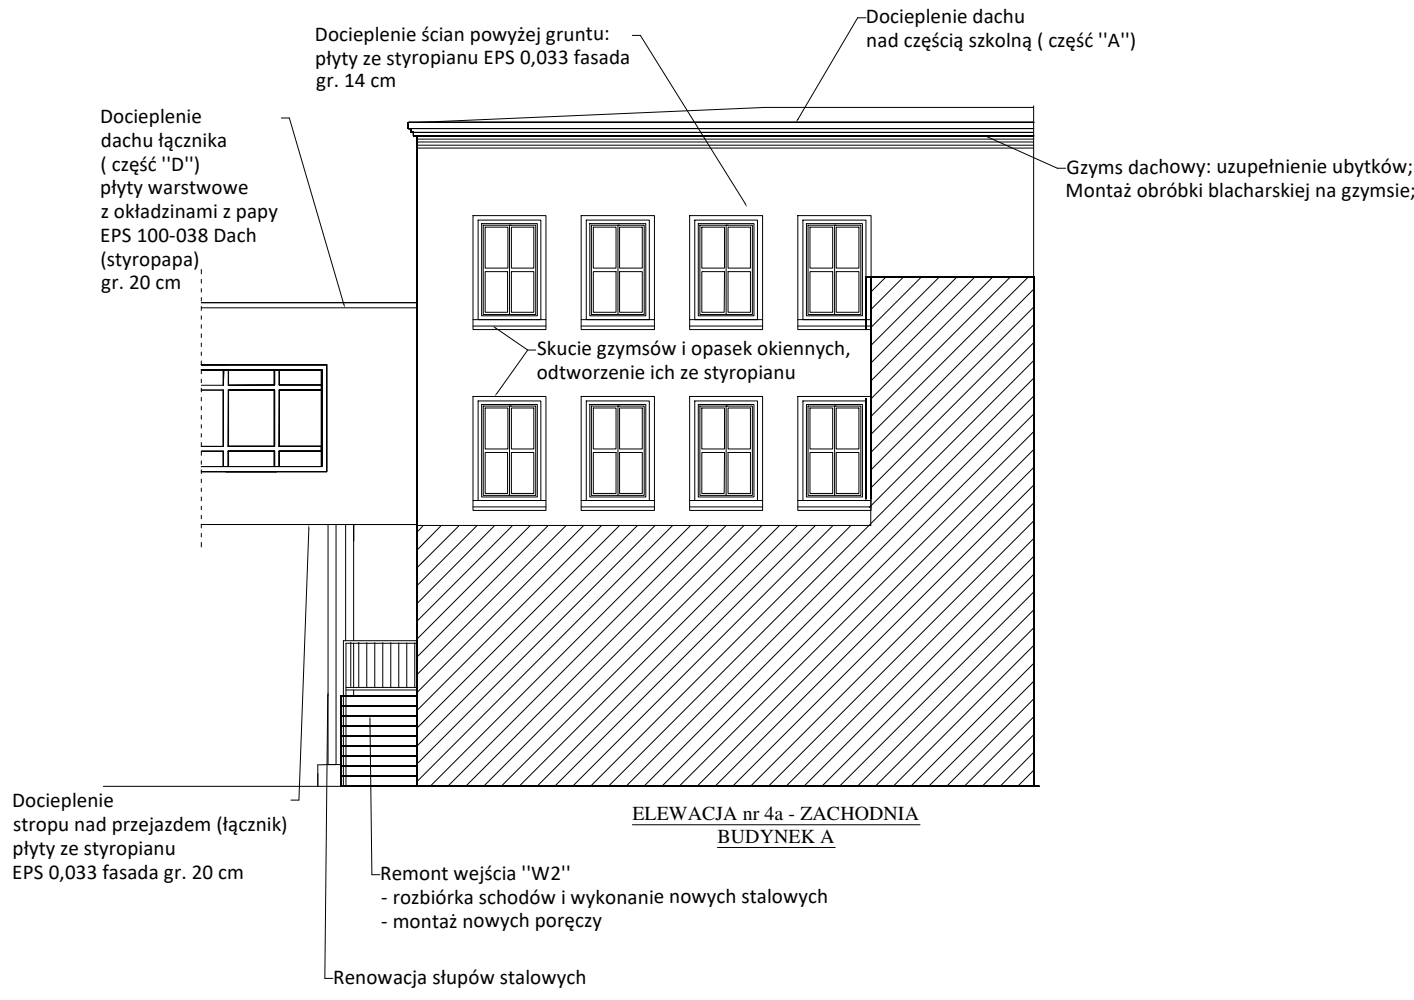 Docieplenie dachu
nad częścią szkolną ( część ''A'')
Docieplenie ścian powyżej gruntu:
płyty ze styropianu EPS 0,033 fasada
gr. 14 cm
Docieplenie
dachu łącznika
( część ''D'')
płyty warstwowe
z okładzinami z papy
EPS 100-038 Dach
(styropapa)
gr. 20 cm
Gzyms dachowy: uzupełnienie ubytków;
Montaż obróbki blacharskiej na gzymsie;
Skucie gzymsów i opasek okiennych,
odtworzenie ich ze styropianu
Docieplenie
stropu nad przejazdem (łącznik)
płyty ze styropianu
EPS 0,033 fasada gr. 20 cm
ELEWACJA nr 4a - ZACHODNIA
BUDYNEK A
Remont wejścia ''W2''
- rozbiórka schodów i wykonanie nowych stalowych
- montaż nowych poręczy
Renowacja słupów stalowych